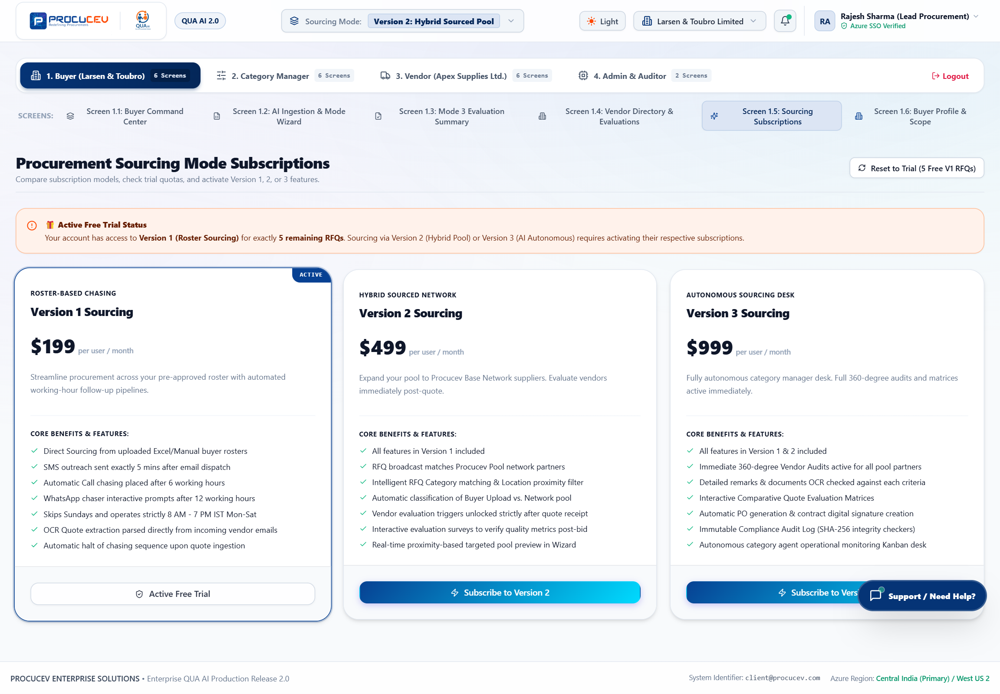 PROCUCEV
Redefining Procurement
QUA AI
QUA AI 2.0
Sourcing Mode: Version 2: Hybrid Sourced Pool
Light
Larsen & Toubro Limited
RA
Rajesh Sharma (Lead Procurement)
Azure SSO Verified
1. Buyer (Larsen & Toubro) 6 Screens
2. Category Manager 6 Screens
3. Vendor (Apex Supplies Ltd.) 6 Screens
4. Admin & Auditor 2 Screens
Logout
SCREENS:
Screen 1.1: Buyer Command
Center
Screen 1.2: AI Ingestion & Mode
Wizard
Screen 1.3: Mode 3 Evaluation
Summary
Screen 1.4: Vendor Directory &
Evaluations
Screen 1.5: Sourcing
Subscriptions
Screen 1.6: Buyer Profile &
Scope
Procurement Sourcing Mode Subscriptions
Compare subscription models, check trial quotas, and activate Version 1, 2, or 3 features.
Reset to Trial (5 Free V1 RFQs)
🎁 Active Free Trial Status
Your account has access to Version 1 (Roster Sourcing) for exactly 5 remaining RFQs. Sourcing via Version 2 (Hybrid Pool) or Version 3 (AI Autonomous) requires activating their respective subscriptions.
ACTIVE
ROSTER-BASED CHASING
Version 1 Sourcing
$199 per user / month
Streamline procurement across your pre-approved roster with automated
working-hour follow-up pipelines.
CORE BENEFITS & FEATURES:
Direct Sourcing from uploaded Excel/Manual buyer rosters
SMS outreach sent exactly 5 mins after email dispatch
Automatic Call chasing placed after 6 working hours
WhatsApp chaser interactive prompts after 12 working hours
Skips Sundays and operates strictly 8 AM - 7 PM IST Mon-Sat
OCR Quote extraction parsed directly from incoming vendor emails
Automatic halt of chasing sequence upon quote ingestion
Active Free Trial
HYBRID SOURCED NETWORK
Version 2 Sourcing
$499 per user / month
Expand your pool to Procucev Base Network suppliers. Evaluate vendors
immediately post-quote.
CORE BENEFITS & FEATURES:
All features in Version 1 included
RFQ broadcast matches Procucev Pool network partners
Intelligent RFQ Category matching & Location proximity filter
Automatic classification of Buyer Upload vs. Network pool
Vendor evaluation triggers unlocked strictly after quote receipt
Interactive evaluation surveys to verify quality metrics post-bid
Real-time proximity-based targeted pool preview in Wizard
Subscribe to Version 2
AUTONOMOUS SOURCING DESK
Version 3 Sourcing
$999 per user / month
Fully autonomous category manager desk. Full 360-degree audits and matrices
active immediately.
CORE BENEFITS & FEATURES:
All features in Version 1 & 2 included
Immediate 360-degree Vendor Audits active for all pool partners
Detailed remarks & documents OCR checked against each criteria
Interactive Comparative Quote Evaluation Matrices
Automatic PO generation & contract digital signature creation
Immutable Compliance Audit Log (SHA-256 integrity checkers)
Autonomous category agent operational monitoring Kanban desk
Subscribe to Vers
Support / Need Help?
PROCUCEV ENTERPRISE SOLUTIONS • Enterprise QUA AI Production Release 2.0
System Identifier: client@procucev.com
Azure Region: Central India (Primary) / West US 2